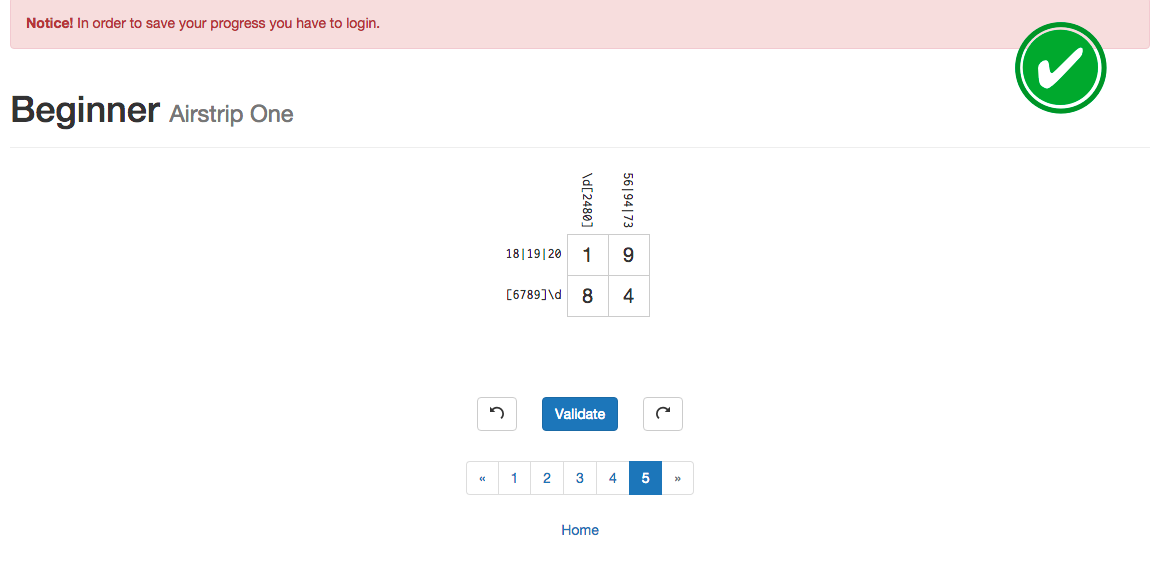 Notice! In order to save your progress you have to login.
Beginner Airstrip One
\d[2480]
56|94|73
18|19|20
1 9
[6789]\d
8 4
Validate
« 1 2 3 4 5 »
Home